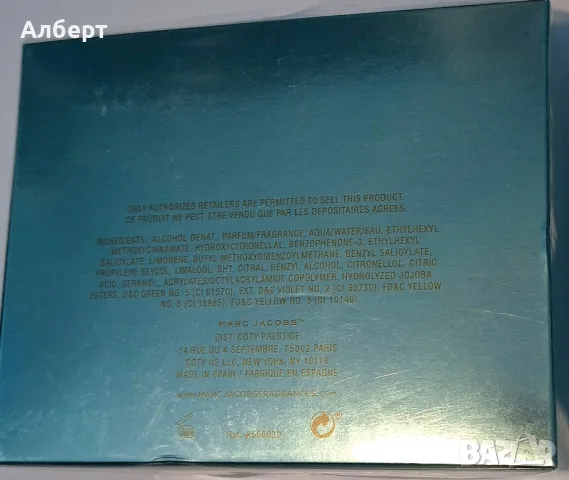 Алберт
ONLY AUTHORIZED RETAILERS ARE PERMITTED TO SELL THIS PRODUCT.
CE PRODUIT NE PEUT ETRE VENDU QUE PAR LES DEPOSITAIRES AGREES.
INGREDIENTS: ALCOHOL DENAT., PARFUM/FRAGRANCE, AQUA/WATER/EAU, ETHYLHEXYL
METHOXYCINNAMATE, HYDROXYCITRONELLAL, BENZOPHENONE-3, ETHYLHEXYL
SALICYLATE, LIMONENE, BUTYL METHOXYDIBENZOYLMETHANE, BENZYL SALICYLATE,
PROPYLENE GLYCOL, LINALOOL, BHT, CITRAL, BENZYL ALCOHOL, CITRONELLOL, CITRIC
ACID, GERANIOL, ACRYLATES/OCTYLACRYLAMIDE COPOLYMER, HYDROLYZED JOJOBA
ESTERS, D&C GREEN NO. 5 (CI 61570), EXT. D&C VIOLET NO. 2 (CI 60730), FD&C YELLOW
NO. 6 (CI 15985), FD&C YELLOW NO. 5 (CI 19140).
MARC JACOBS™
DIST. COTY PRESTIGE
14 RUE DU 4 SEPTEMBRE, 75002 PARIS
COTY US LLC, NEW YORK, NY 10118
MADE IN SPAIN / FABRIQUE EN ESPAGNE
WWW.MARCJACOBSFRAGRANCES.COM
Ref.
BAZAR